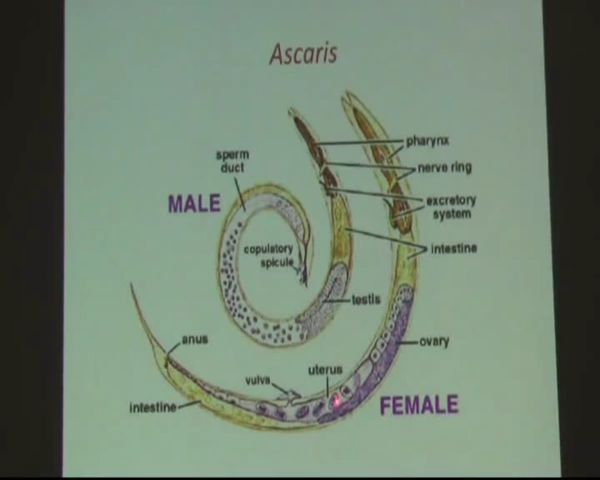 Ascaris
pharynx
sperm
duct
nerve ring
MALE
excretory
system
copulatory
spicule
intestine
testis
anus
ovary
uterus
vulva
intestine
FEMALE